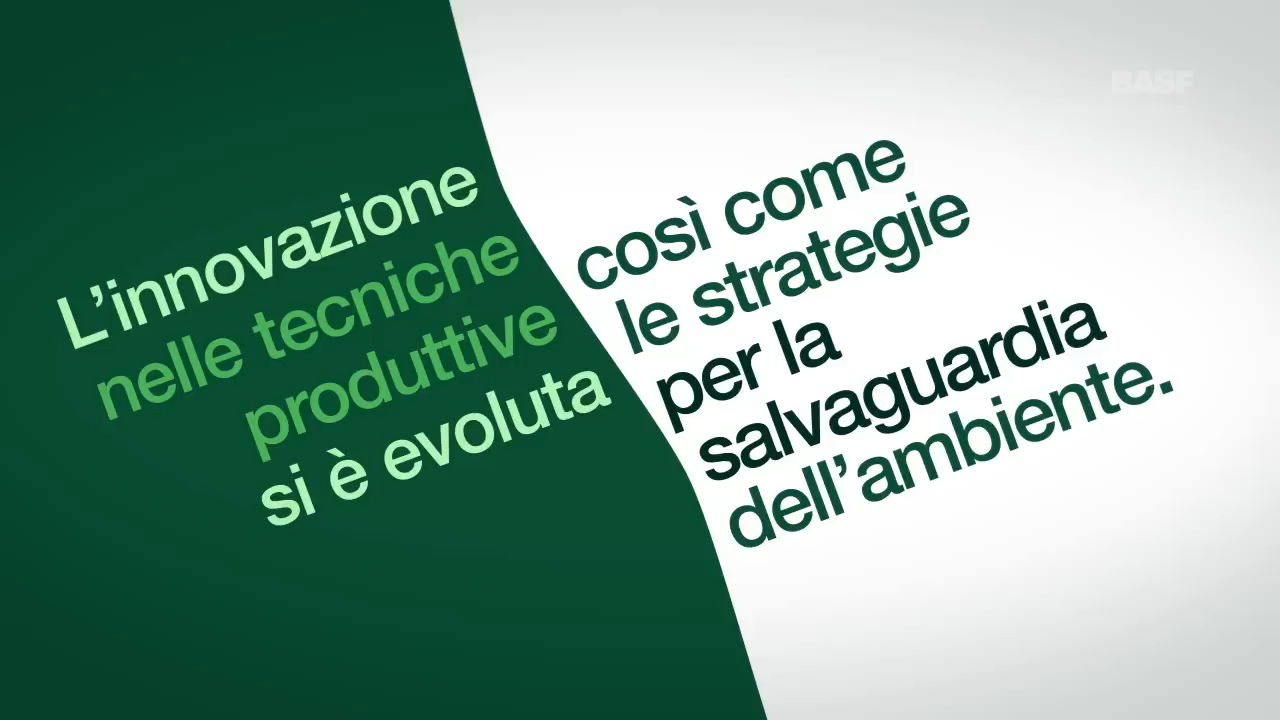 L’innovazione
nelle tecniche
produttive
si è evoluta
così come
le strategie
per la
salvaguardia
dell’ambiente.
BASF